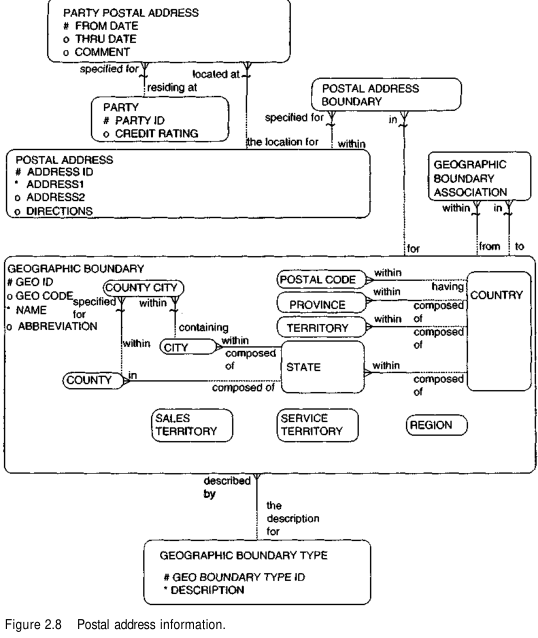 PARTY POSTAL ADDRESS
# FROM DATE
o THRU DATE
o COMMENT
specified for
located at
residing at
PARTY
# PARTY ID
o CREDIT RATING
POSTAL ADDRESS
BOUNDARY
specified for
in
the location for
within
POSTAL ADDRESS
# ADDRESS ID
* ADDRESS1
o ADDRESS2
o DIRECTIONS
GEOGRAPHIC
BOUNDARY
ASSOCIATION
within
in
for
from
to
GEOGRAPHIC BOUNDARY
# GEO ID
o GEO CODE
* NAME
o ABBREVIATION
COUNTY CITY
specified
for
within
within
containing
CITY
within
composed
of
COUNTY
in
composed of
STATE
POSTAL CODE
within
having
PROVINCE
within
composed
of
TERRITORY
within
composed
of
within
composed
of
COUNTRY
SALES
TERRITORY
SERVICE
TERRITORY
REGION
described
by
the
description
for
GEOGRAPHIC BOUNDARY TYPE
# GEO BOUNDARY TYPE ID
* DESCRIPTION
Figure 2.8 Postal address information.